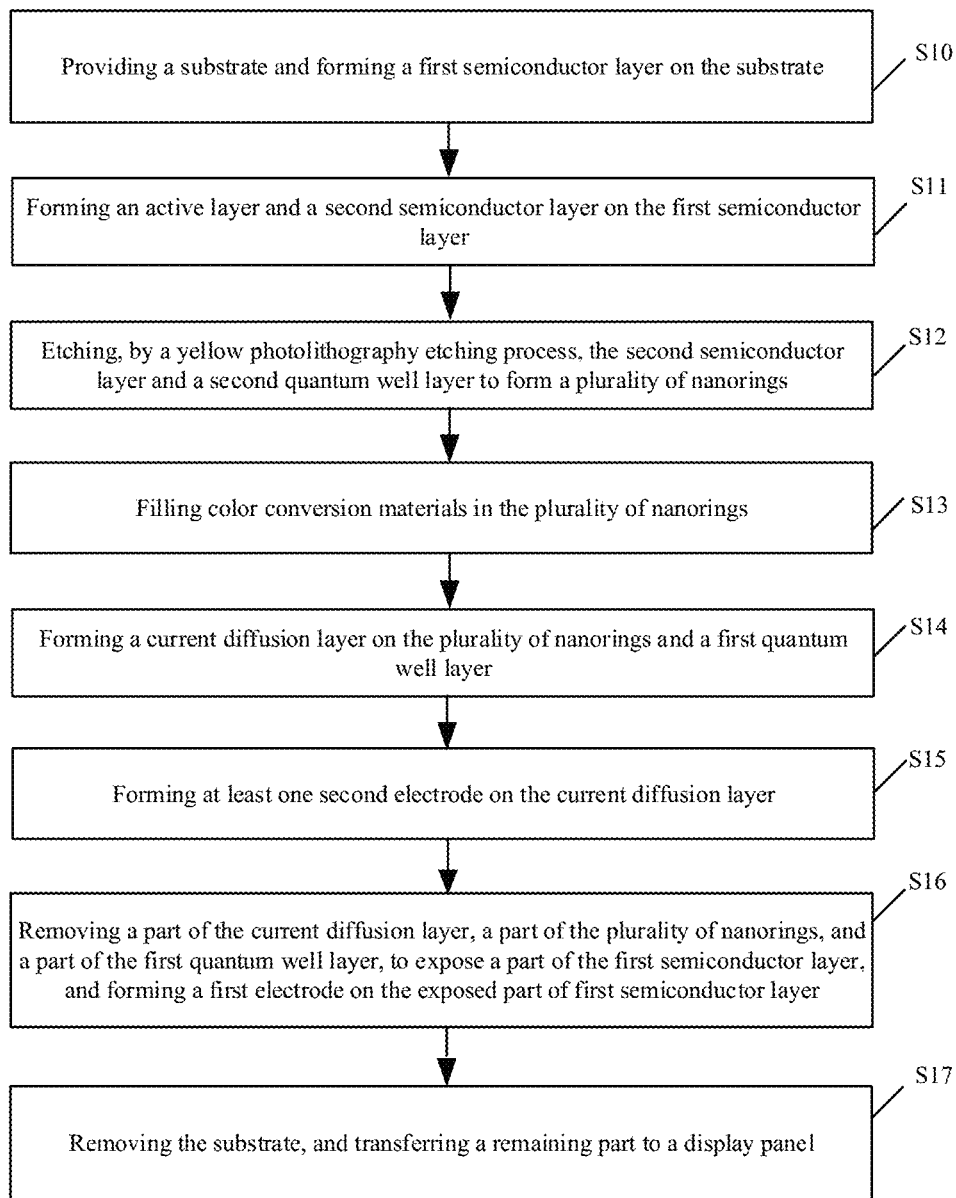 Providing a substrate and forming a first semiconductor layer on the substrate
S10
Forming an active layer and a second semiconductor layer on the first semiconductor
layer
S11
Etching, by a yellow photolithography etching process, the second semiconductor
layer and a second quantum well layer to form a plurality of nanorings
S12
Filling color conversion materials in the plurality of nanorings
S13
Forming a current diffusion layer on the plurality of nanorings and a first quantum
well layer
S14
Forming at least one second electrode on the current diffusion layer
S15
Removing a part of the current diffusion layer, a part of the plurality of nanorings, and
a part of the first quantum well layer, to expose a part of the first semiconductor layer,
and forming a first electrode on the exposed part of first semiconductor layer
S16
Removing the substrate, and transferring a remaining part to a display panel
S17